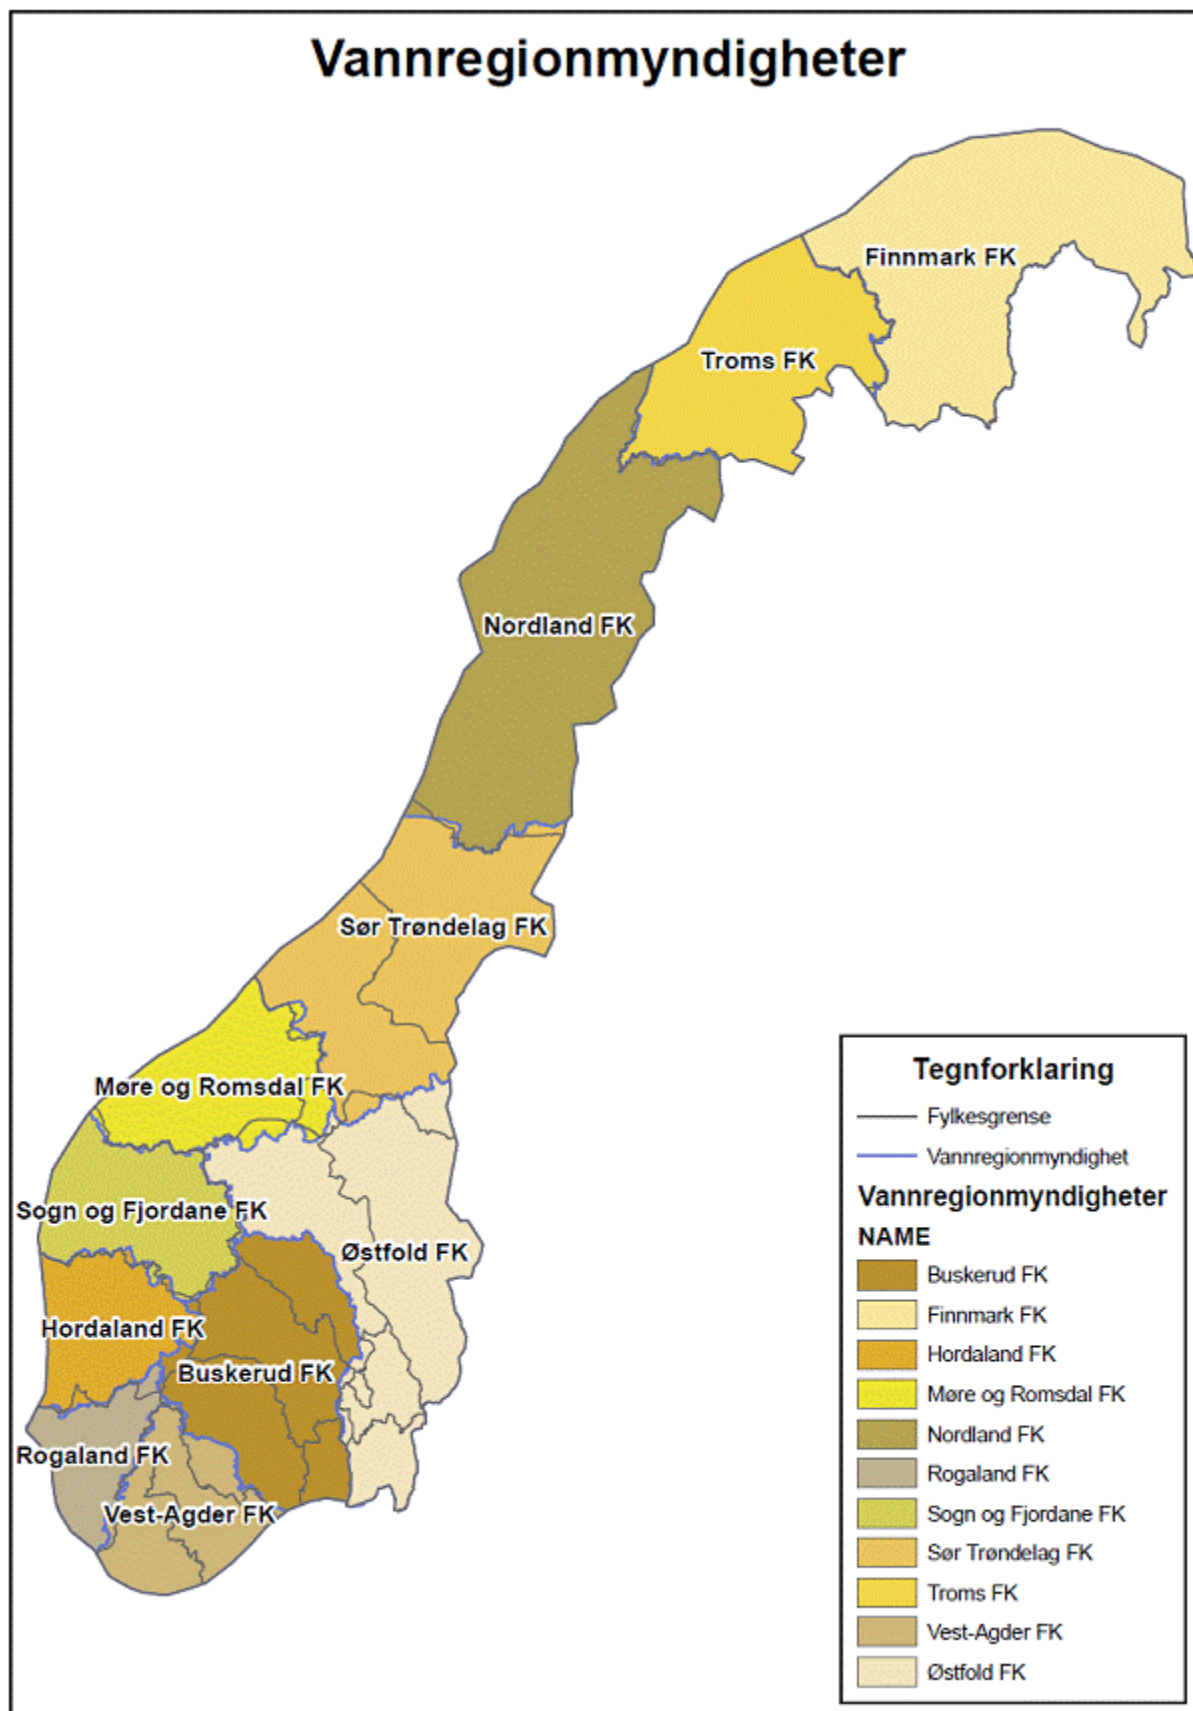 Vannregionmyndigheter
Finnmark FK
Troms FK
Nordland FK
Sør Trøndelag FK
Møre og Romsdal FK
Sogn og Fjordane FK
Østfold FK
Hordaland FK
Buskerud FK
Rogaland FK
Vest-Agder FK
Tegnforklaring
Fylkesgrense
Vannregionmyndighet
Vannregionmyndigheter
NAME
Buskerud FK
Finnmark FK
Hordaland FK
Møre og Romsdal FK
Nordland FK
Rogaland FK
Sogn og Fjordane FK
Sør Trøndelag FK
Troms FK
Vest-Agder FK
Østfold FK